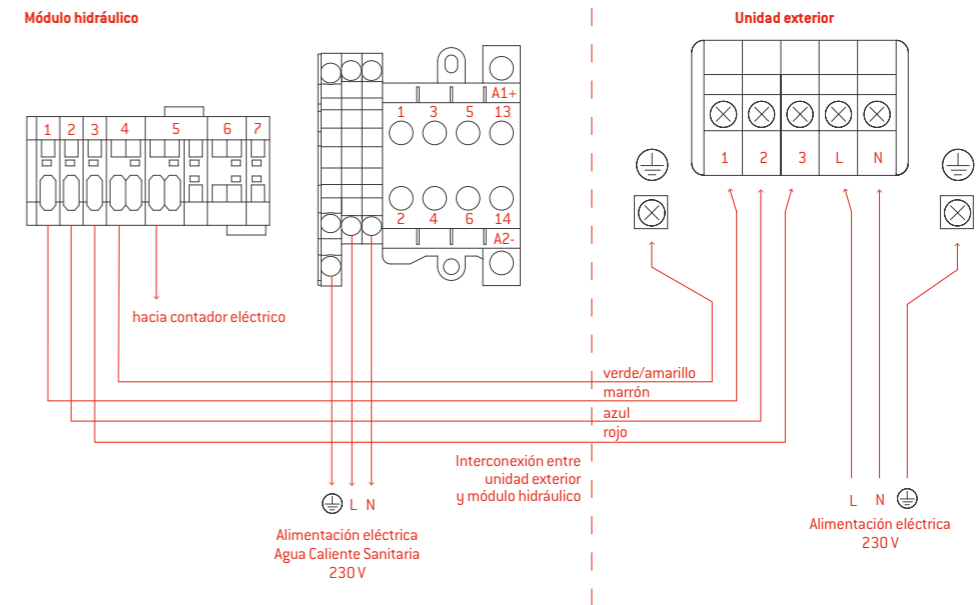 Módulo hidráulico
Unidad exterior
A1+
1 2 3 4 5 6 7
1 3 5 13
2 4 6 14
A2-
1 2 3 L N
hacia contador eléctrico
verde/amarillo
marrón
azul
rojo
Interconexión entre
unidad exterior
y módulo hidráulico
L N
Alimentación eléctrica
Agua Caliente Sanitaria
230 V
L N
Alimentación eléctrica
230 V